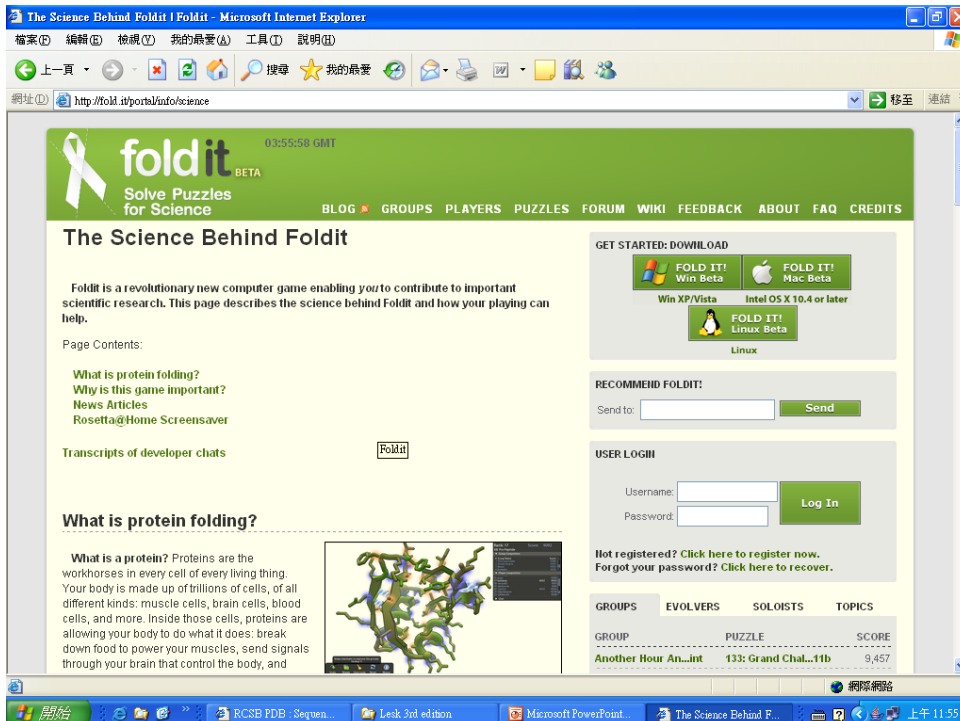 The Science Behind Foldit | Foldit - Microsoft Internet Explorer
檔案(F) 編輯(E) 檢視(V) 我的最愛(A) 工具(T) 說明(H)
上一頁 搜尋 我的最愛
網址(D) http://fold.it/portal/info/science 移至 連結
03:55:58 GMT
foldit BETA
Solve Puzzles
for Science
BLOG GROUPS PLAYERS PUZZLES FORUM WIKI FEEDBACK ABOUT FAQ CREDITS
The Science Behind Foldit
Foldit is a revolutionary new computer game enabling you to contribute to important
scientific research. This page describes the science behind Foldit and how your playing can
help.
Page Contents:
What is protein folding?
Why is this game important?
News Articles
Rosetta@Home Screensaver
Transcripts of developer chats
Foldit
What is protein folding?
What is a protein? Proteins are the
workhorses in every cell of every living thing.
Your body is made up of trillions of cells, of all
different kinds: muscle cells, brain cells, blood
cells, and more. Inside those cells, proteins are
allowing your body to do what it does: break
down food to power your muscles, send signals
through your brain that control the body, and
GET STARTED: DOWNLOAD
FOLD IT!
Win Beta
Win XP/Vista
FOLD IT!
Mac Beta
Intel OS X 10.4 or later
FOLD IT!
Linux Beta
Linux
RECOMMEND FOLDIT!
Send to: Send
USER LOGIN
Username:
Password:
Log In
Not registered? Click here to register now.
Forgot your password? Click here to recover.
GROUPS EVOLVERS SOLOISTS TOPICS
GROUP PUZZLE SCORE
Another Hour An...int 133: Grand Chal...11b 9,457
網際網路
開始 RCSB PDB : Sequen... Lesk 3rd edition Microsoft PowerPoint... The Science Behind F... 上午 11:55